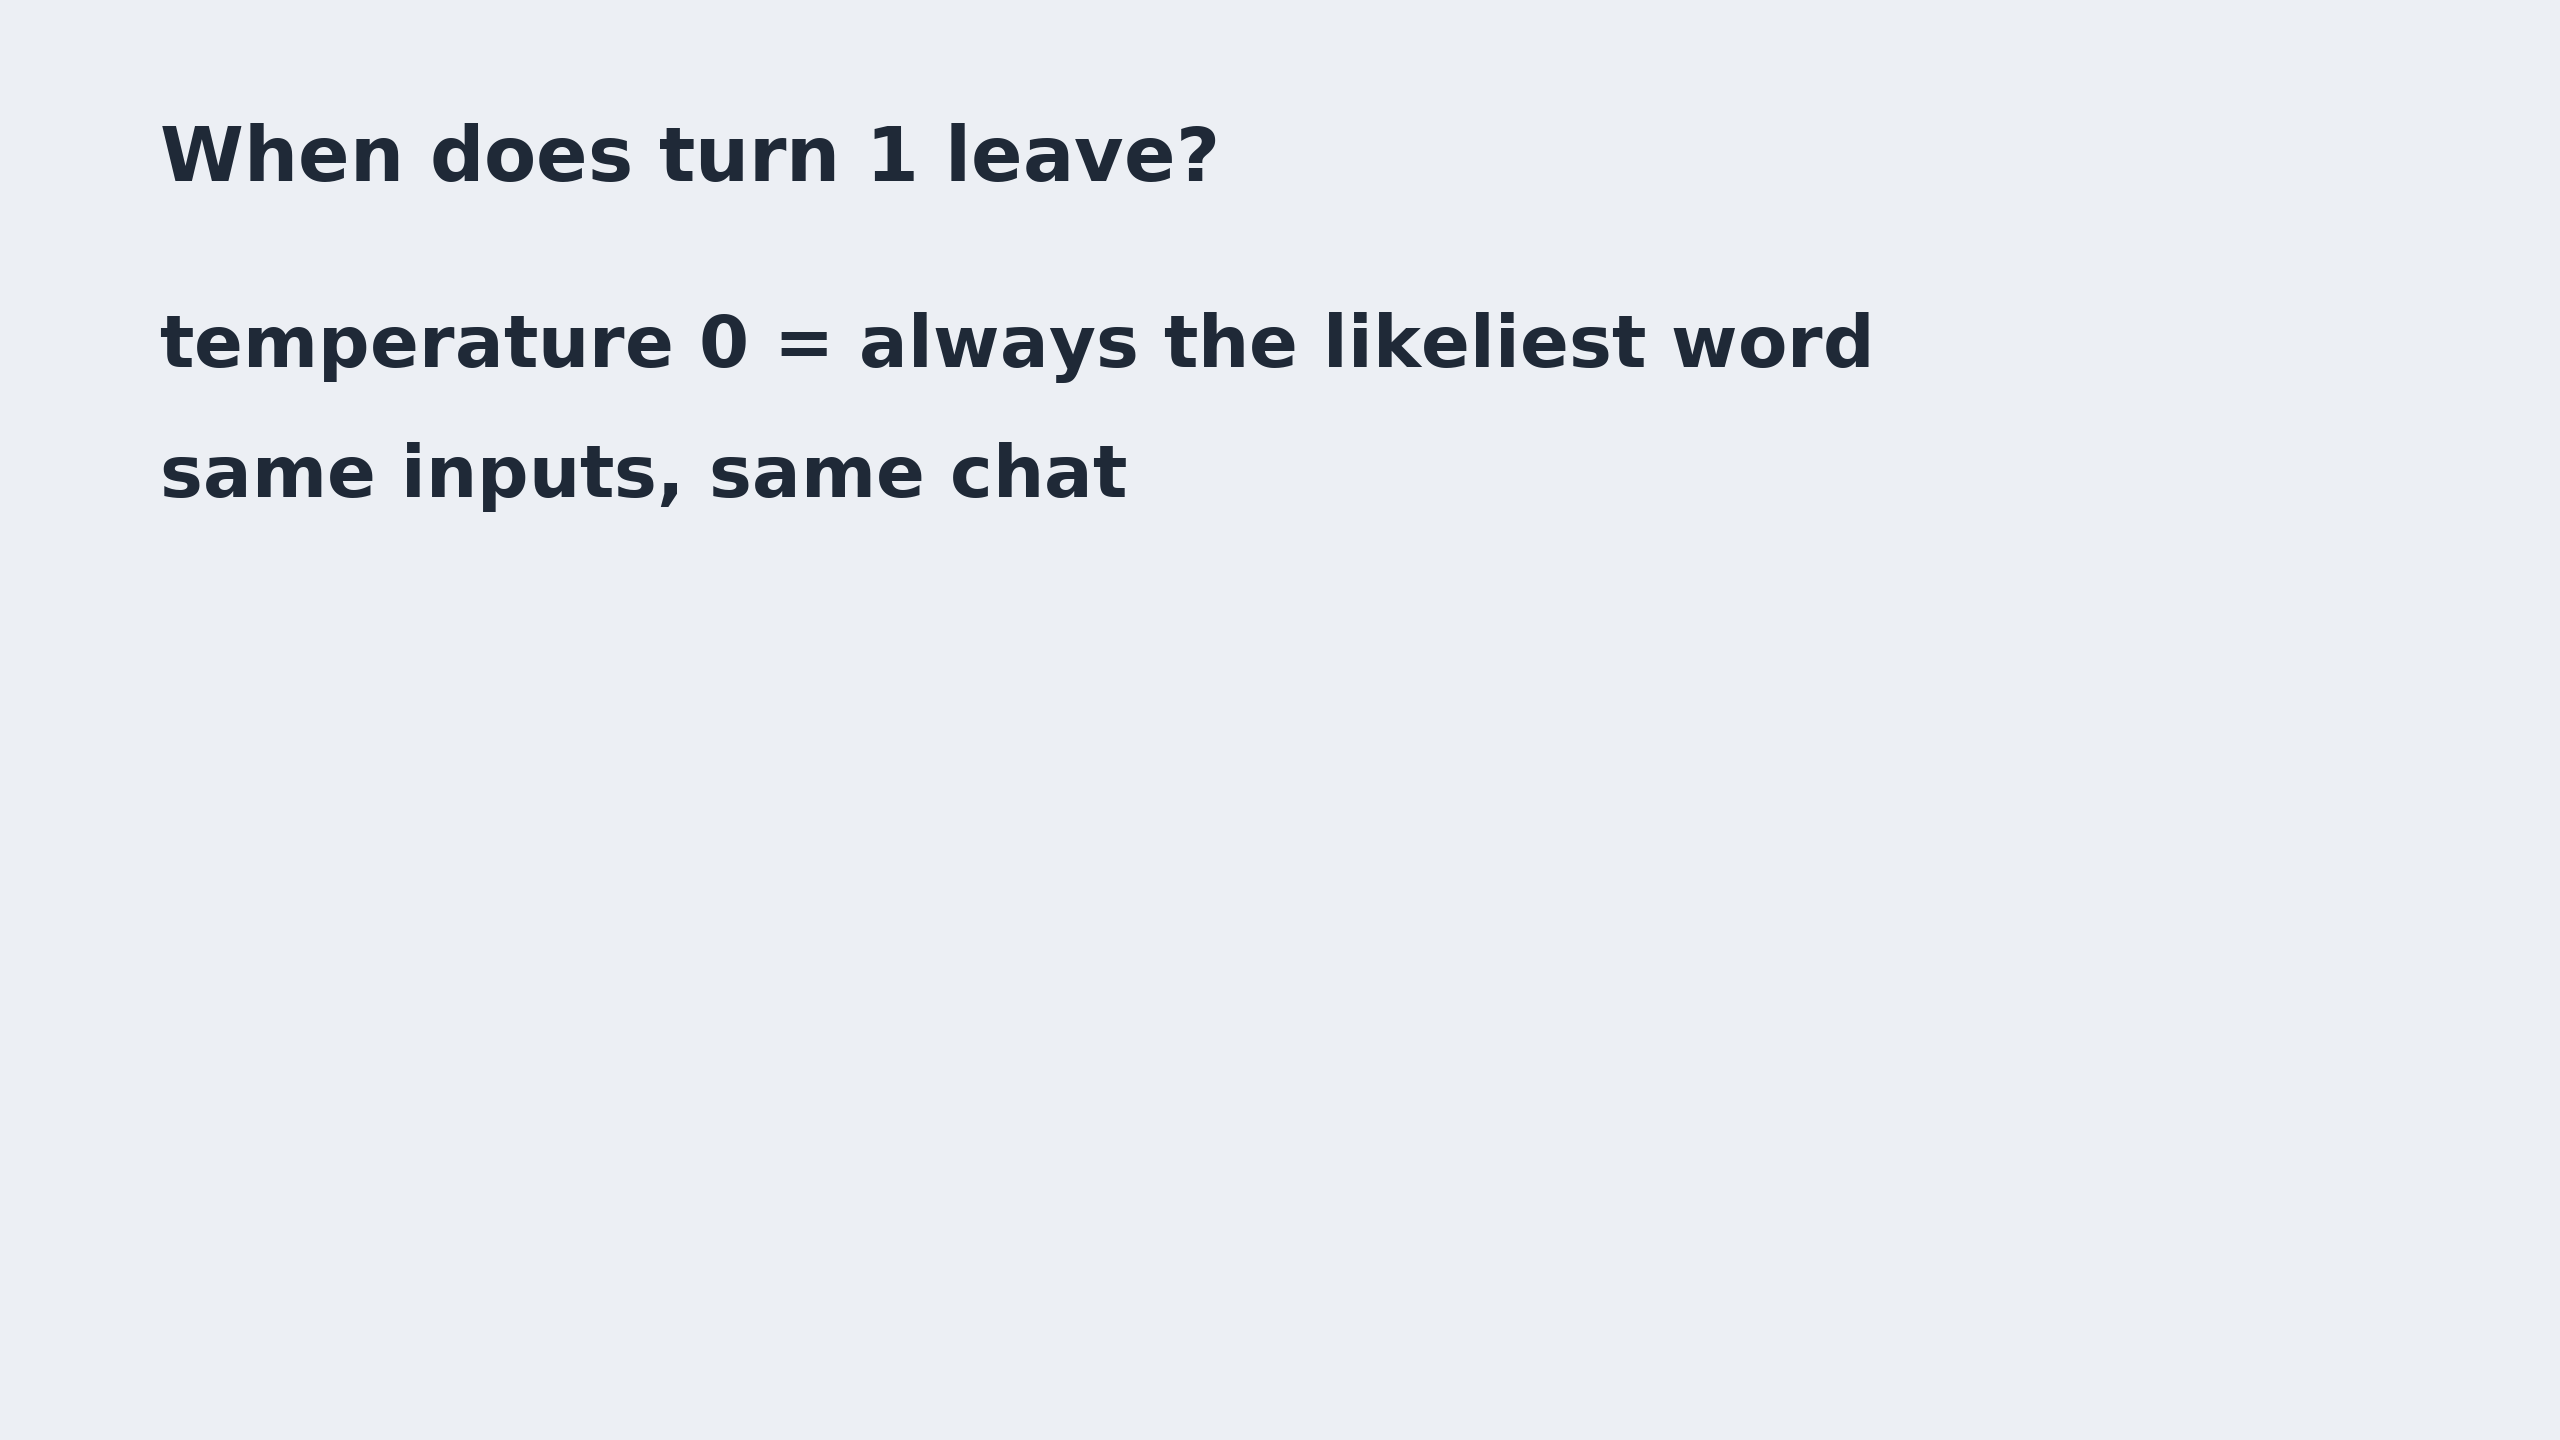 When does turn 1 leave?
temperature 0 = always the likeliest word
same inputs, same chat